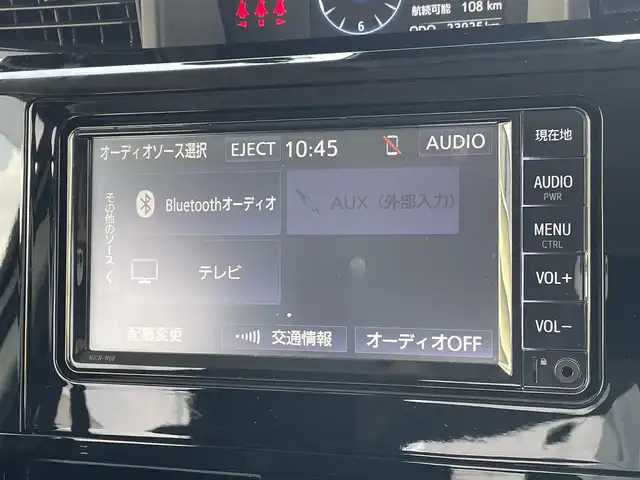 航続可能 108 km
6
オーディオソース選択 EJECT 10:45 AUDIO
現在地
その他のソース
Bluetoothオーディオ
AUX (外部入力)
AUDIO
PWR
MENU
CTRL
テレビ
VOL+
配置変更
交通情報
オーディオOFF
VOL−
NSCN-W68